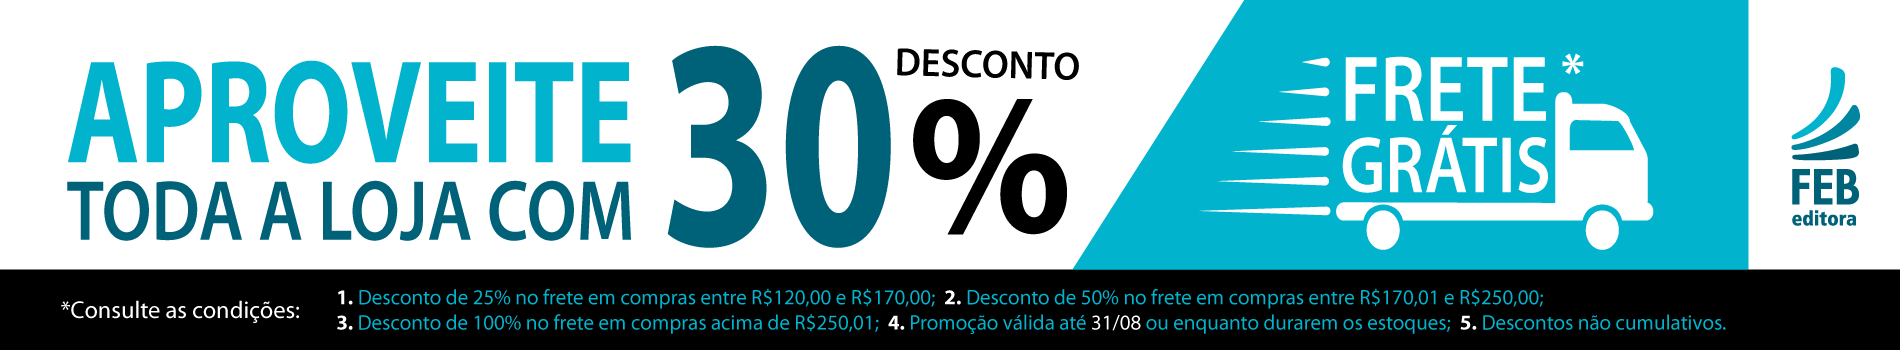 APROVEITE
TODA A LOJA COM
30
DESCONTO
%
FRETE *
GRÁTIS
FEB
editora
*Consulte as condições:
1. Desconto de 25% no frete em compras entre R$120,00 e R$170,00; 2. Desconto de 50% no frete em compras entre R$170,01 e R$250,00;
3. Desconto de 100% no frete em compras acima de R$250,01; 4. Promoção válida até 31/08 ou enquanto durarem os estoques; 5. Descontos não cumulativos.